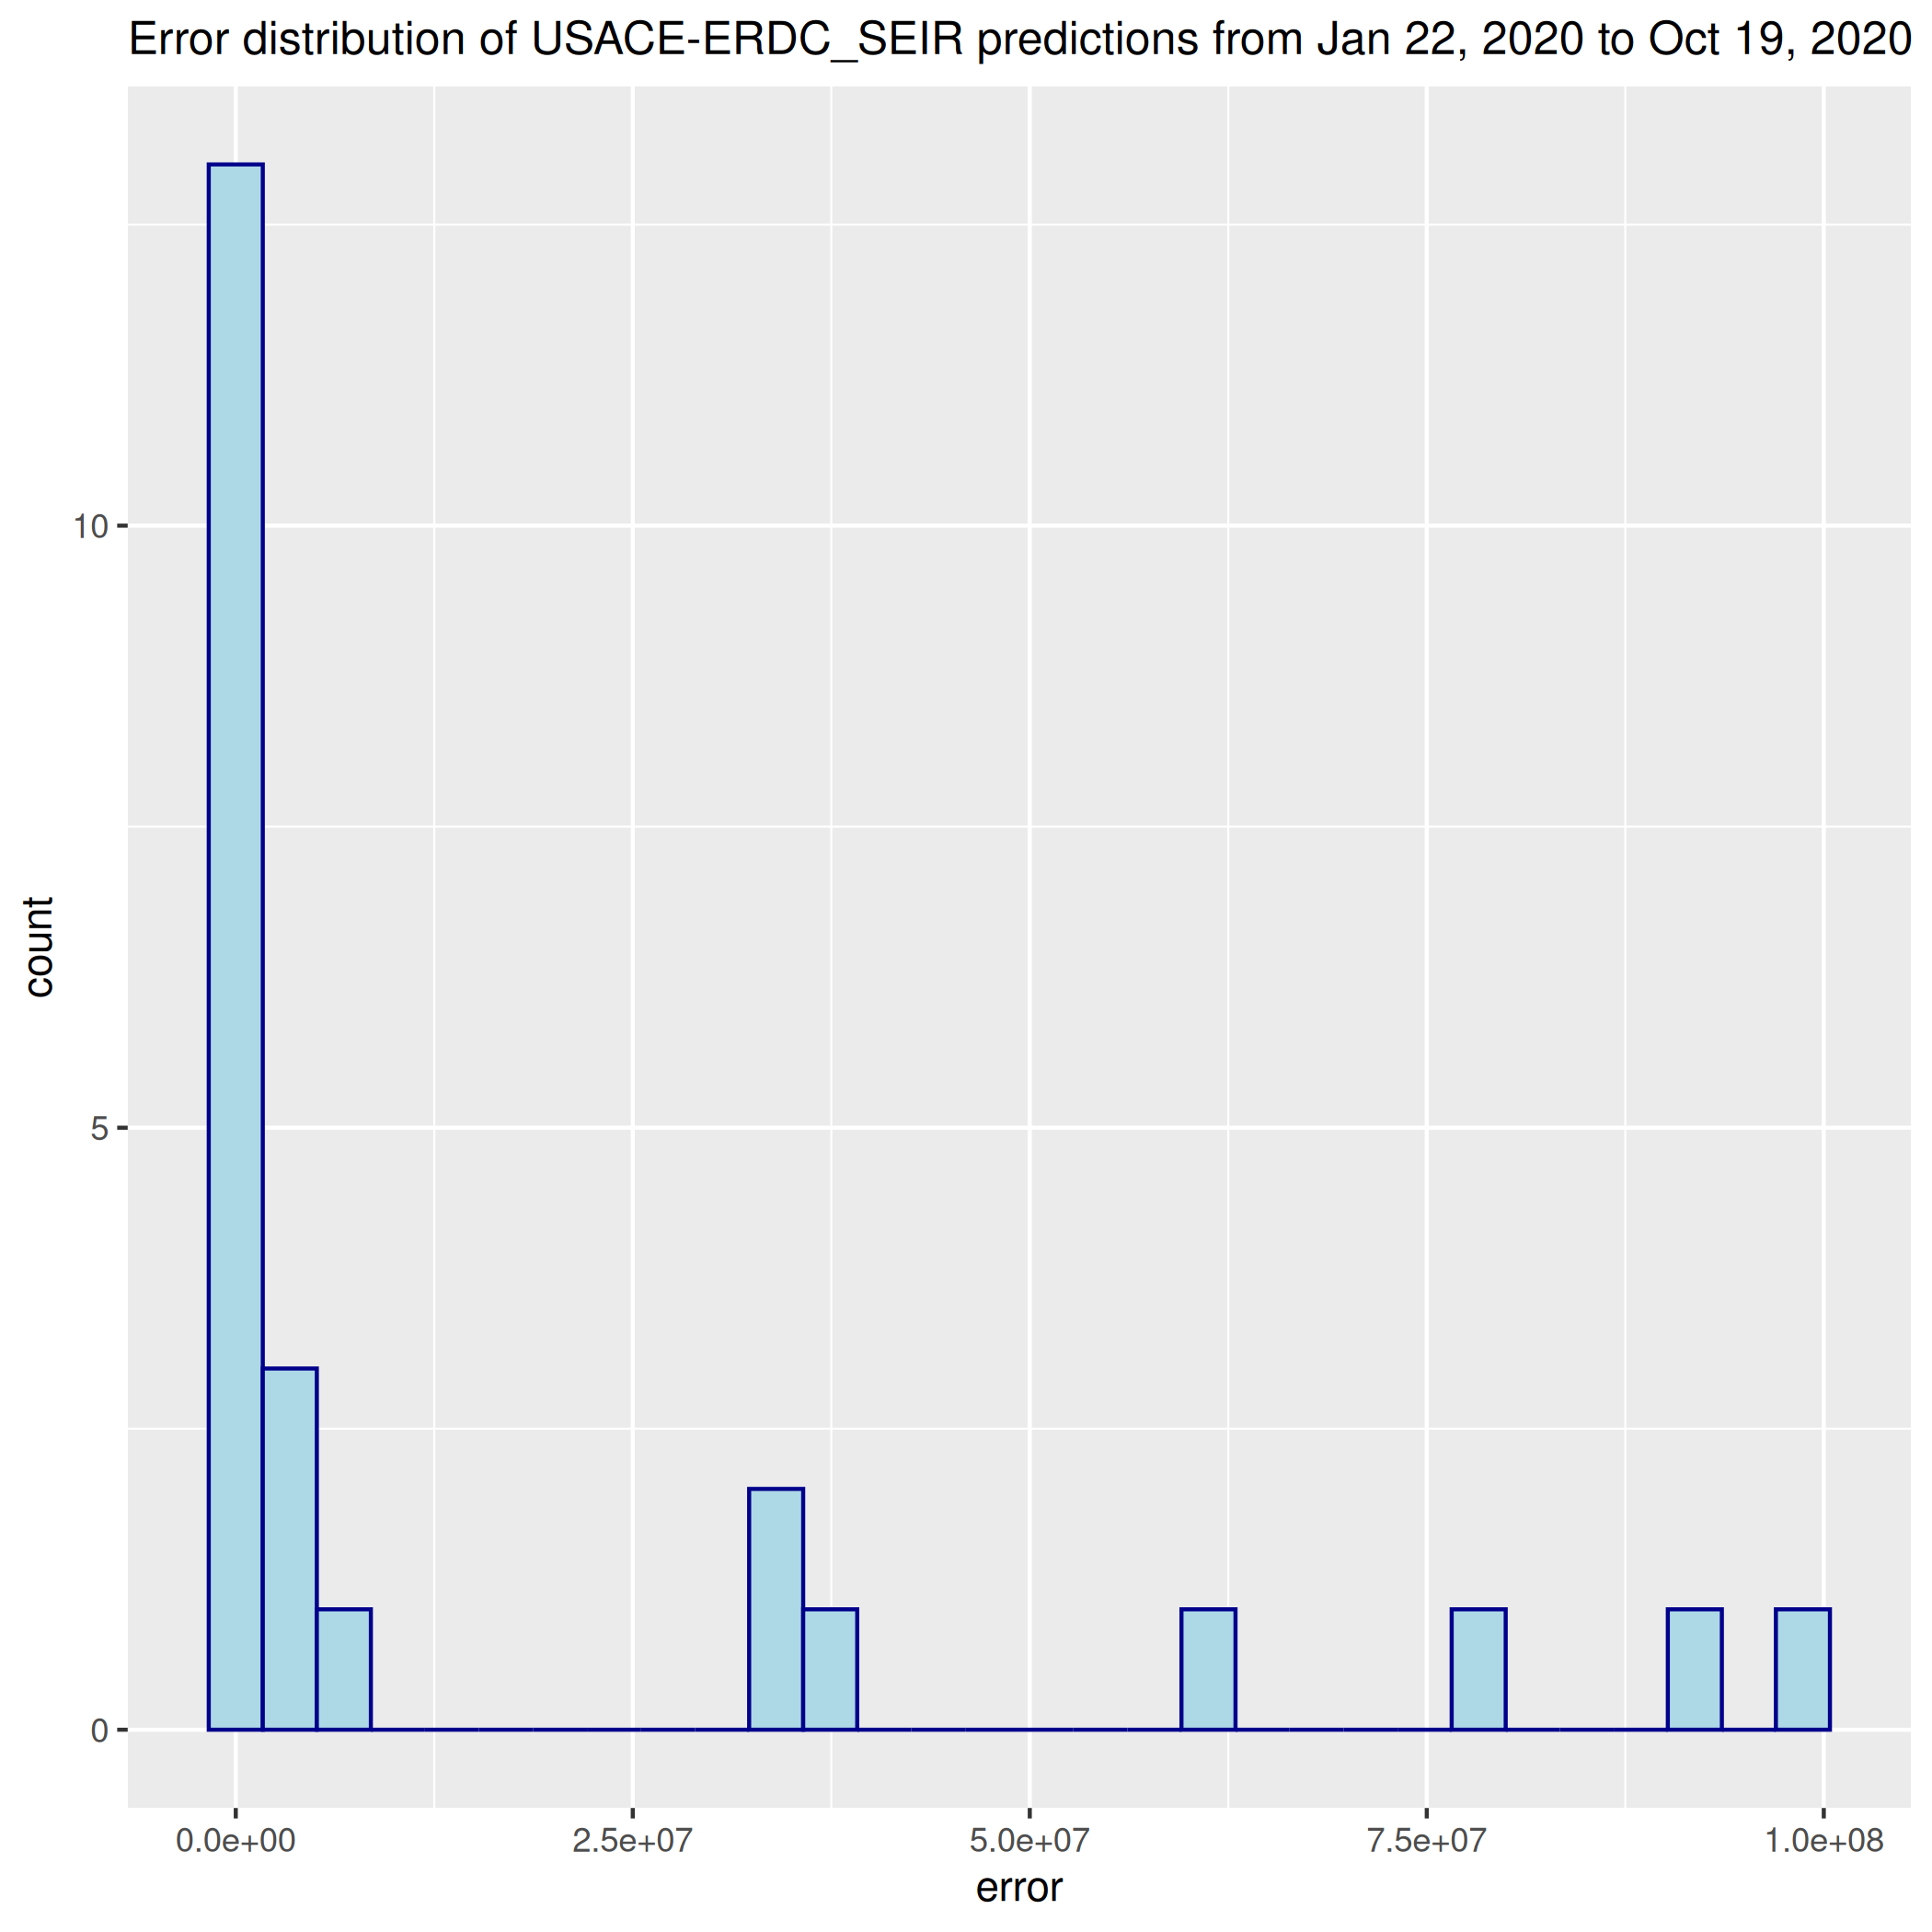 Error distribution of USACE-ERDC_SEIR predictions from Jan 22, 2020 to Oct 19, 2020
count
10
5
0
0.0e+00 2.5e+07 5.0e+07 7.5e+07 1.0e+08
error